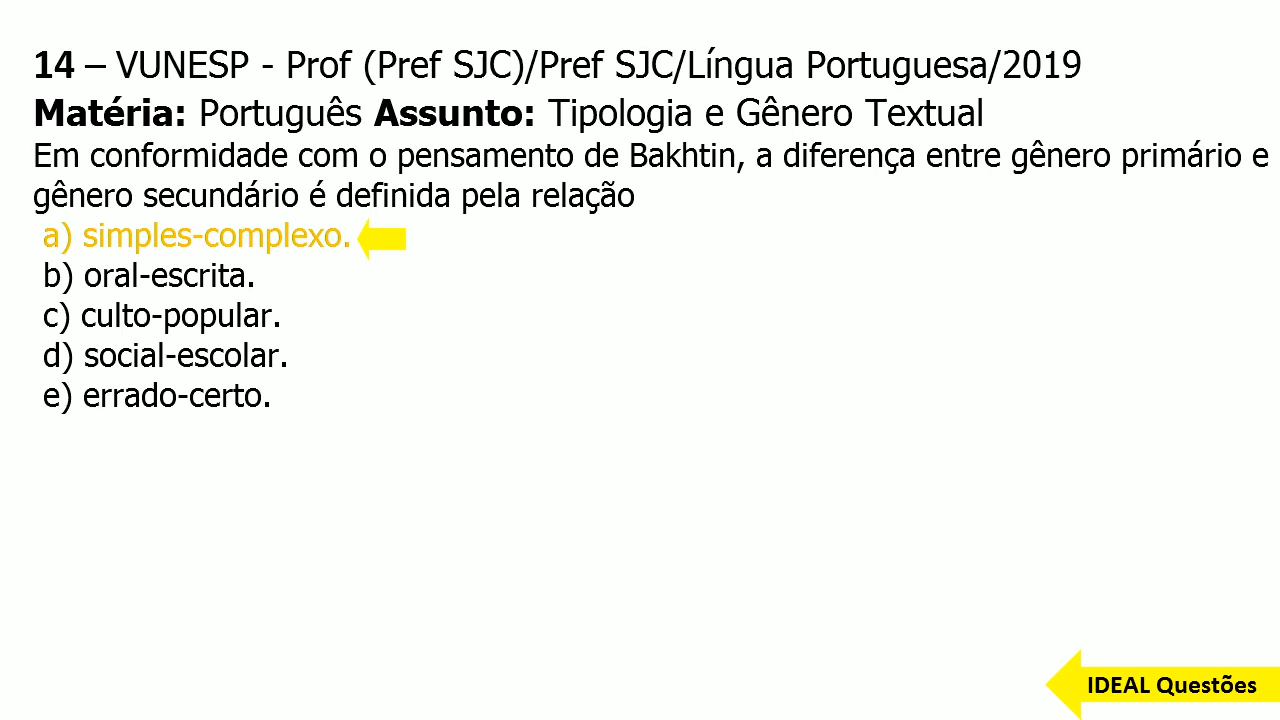 14 – VUNESP - Prof (Pref SJC)/Pref SJC/Língua Portuguesa/2019
Matéria: Português Assunto: Tipologia e Gênero Textual
Em conformidade com o pensamento de Bakhtin, a diferença entre gênero primário e
gênero secundário é definida pela relação
a) simples-complexo.
b) oral-escrita.
c) culto-popular.
d) social-escolar.
e) errado-certo.
IDEAL Questões